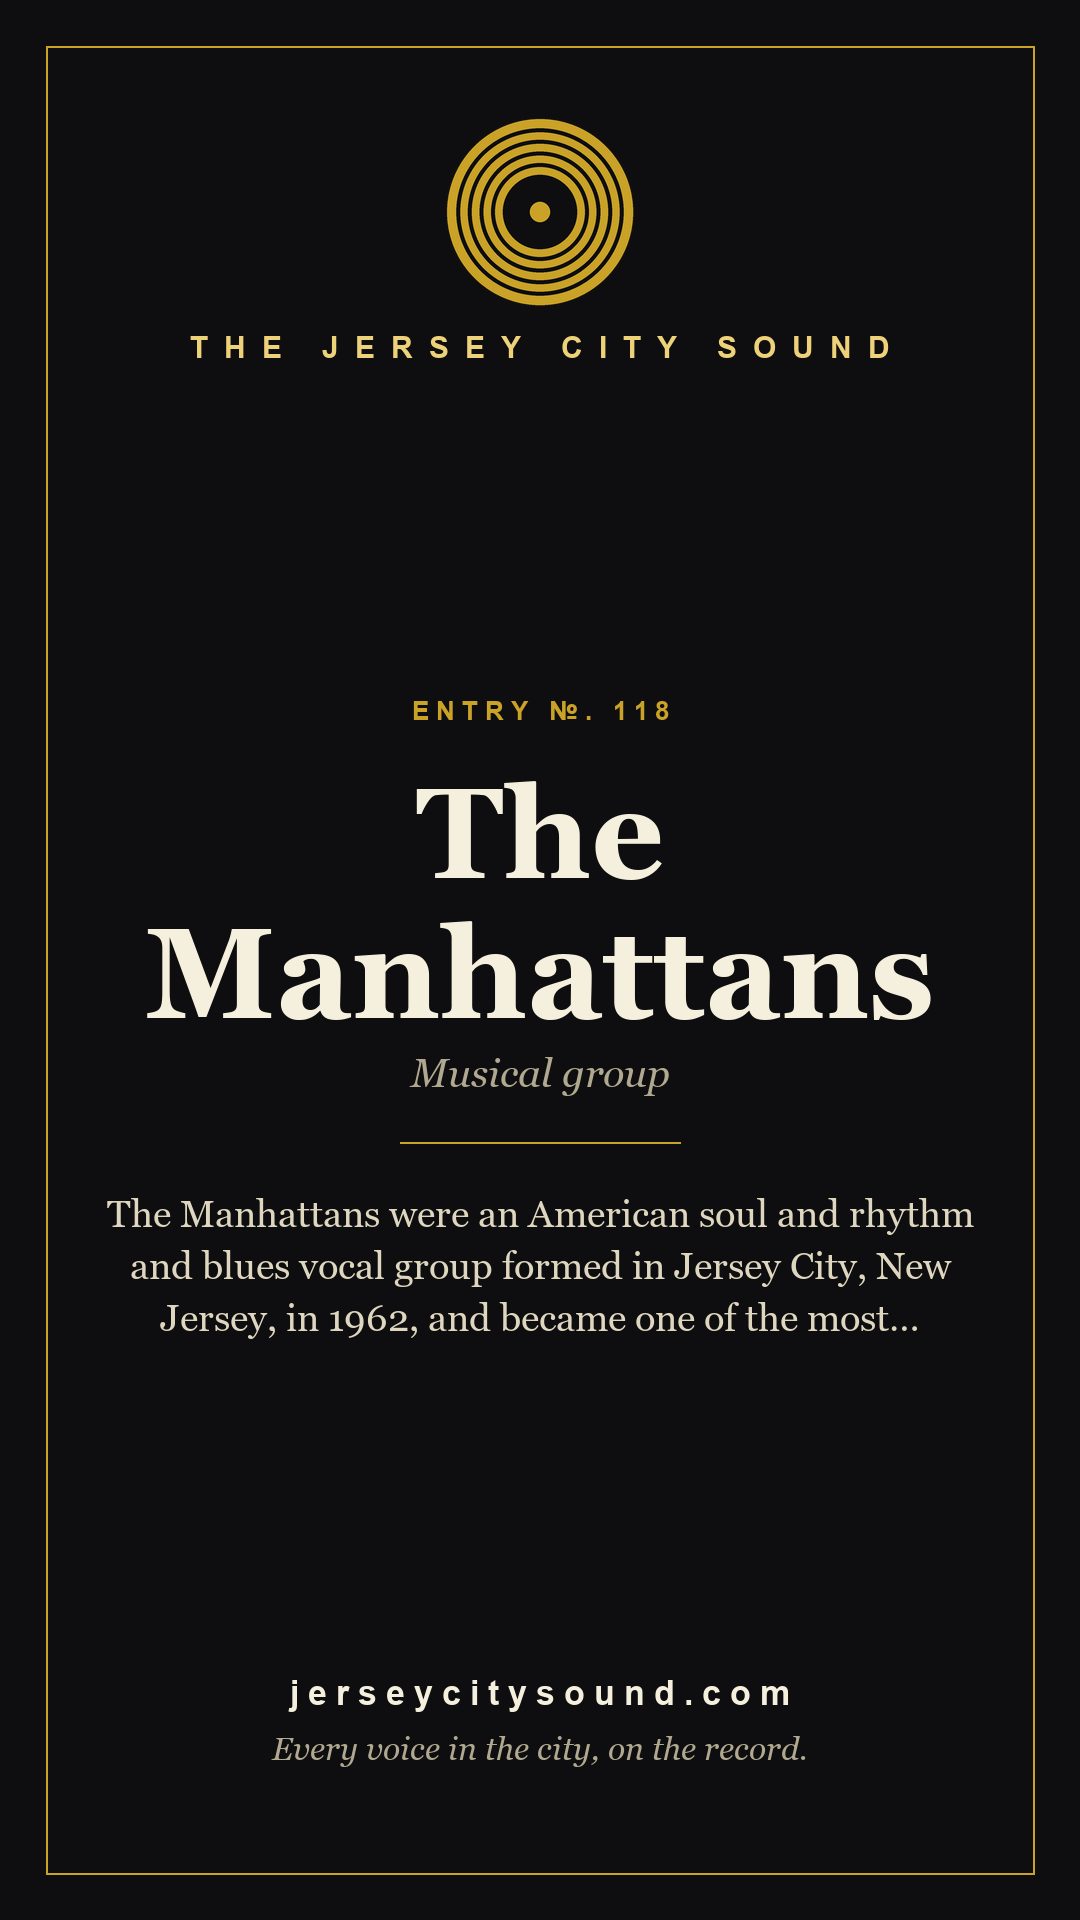 THE JERSEY CITY SOUND
ENTRY №. 118
The
Manhattans
Musical group
The Manhattans were an American soul and rhythm
and blues vocal group formed in Jersey City, New
Jersey, in 1962, and became one of the most...
jerseycitysound.com
Every voice in the city, on the record.